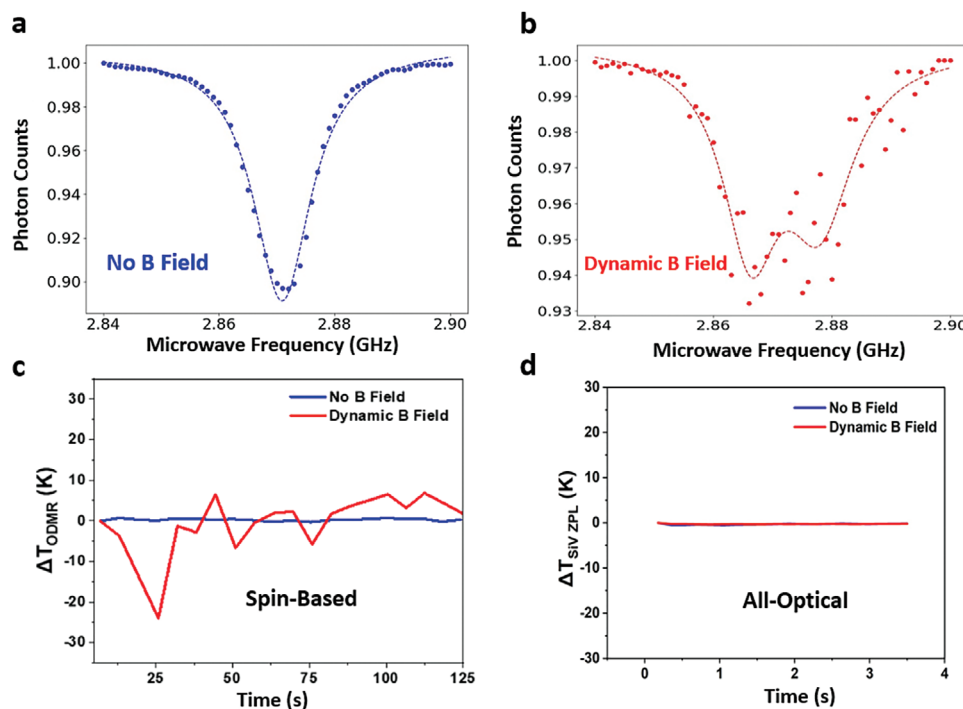 a
1.00
0.98
0.96
0.94
0.92
0.90
Photon Counts
No B Field
2.84
2.86
2.88
2.90
Microwave Frequency (GHz)
b
1.00
0.99
0.98
0.97
0.96
0.95
0.94
0.93
Photon Counts
Dynamic B Field
2.84
2.86
2.88
2.90
Microwave Frequency (GHz)
c
30
20
10
0
-10
-20
-30
ΔT ODMR (K)
No B Field
Dynamic B Field
Spin-Based
25
50
75
100
125
Time (s)
d
30
20
10
0
-10
-20
-30
ΔT SiV ZPL (K)
No B Field
Dynamic B Field
All-Optical
0
1
2
3
4
Time (s)